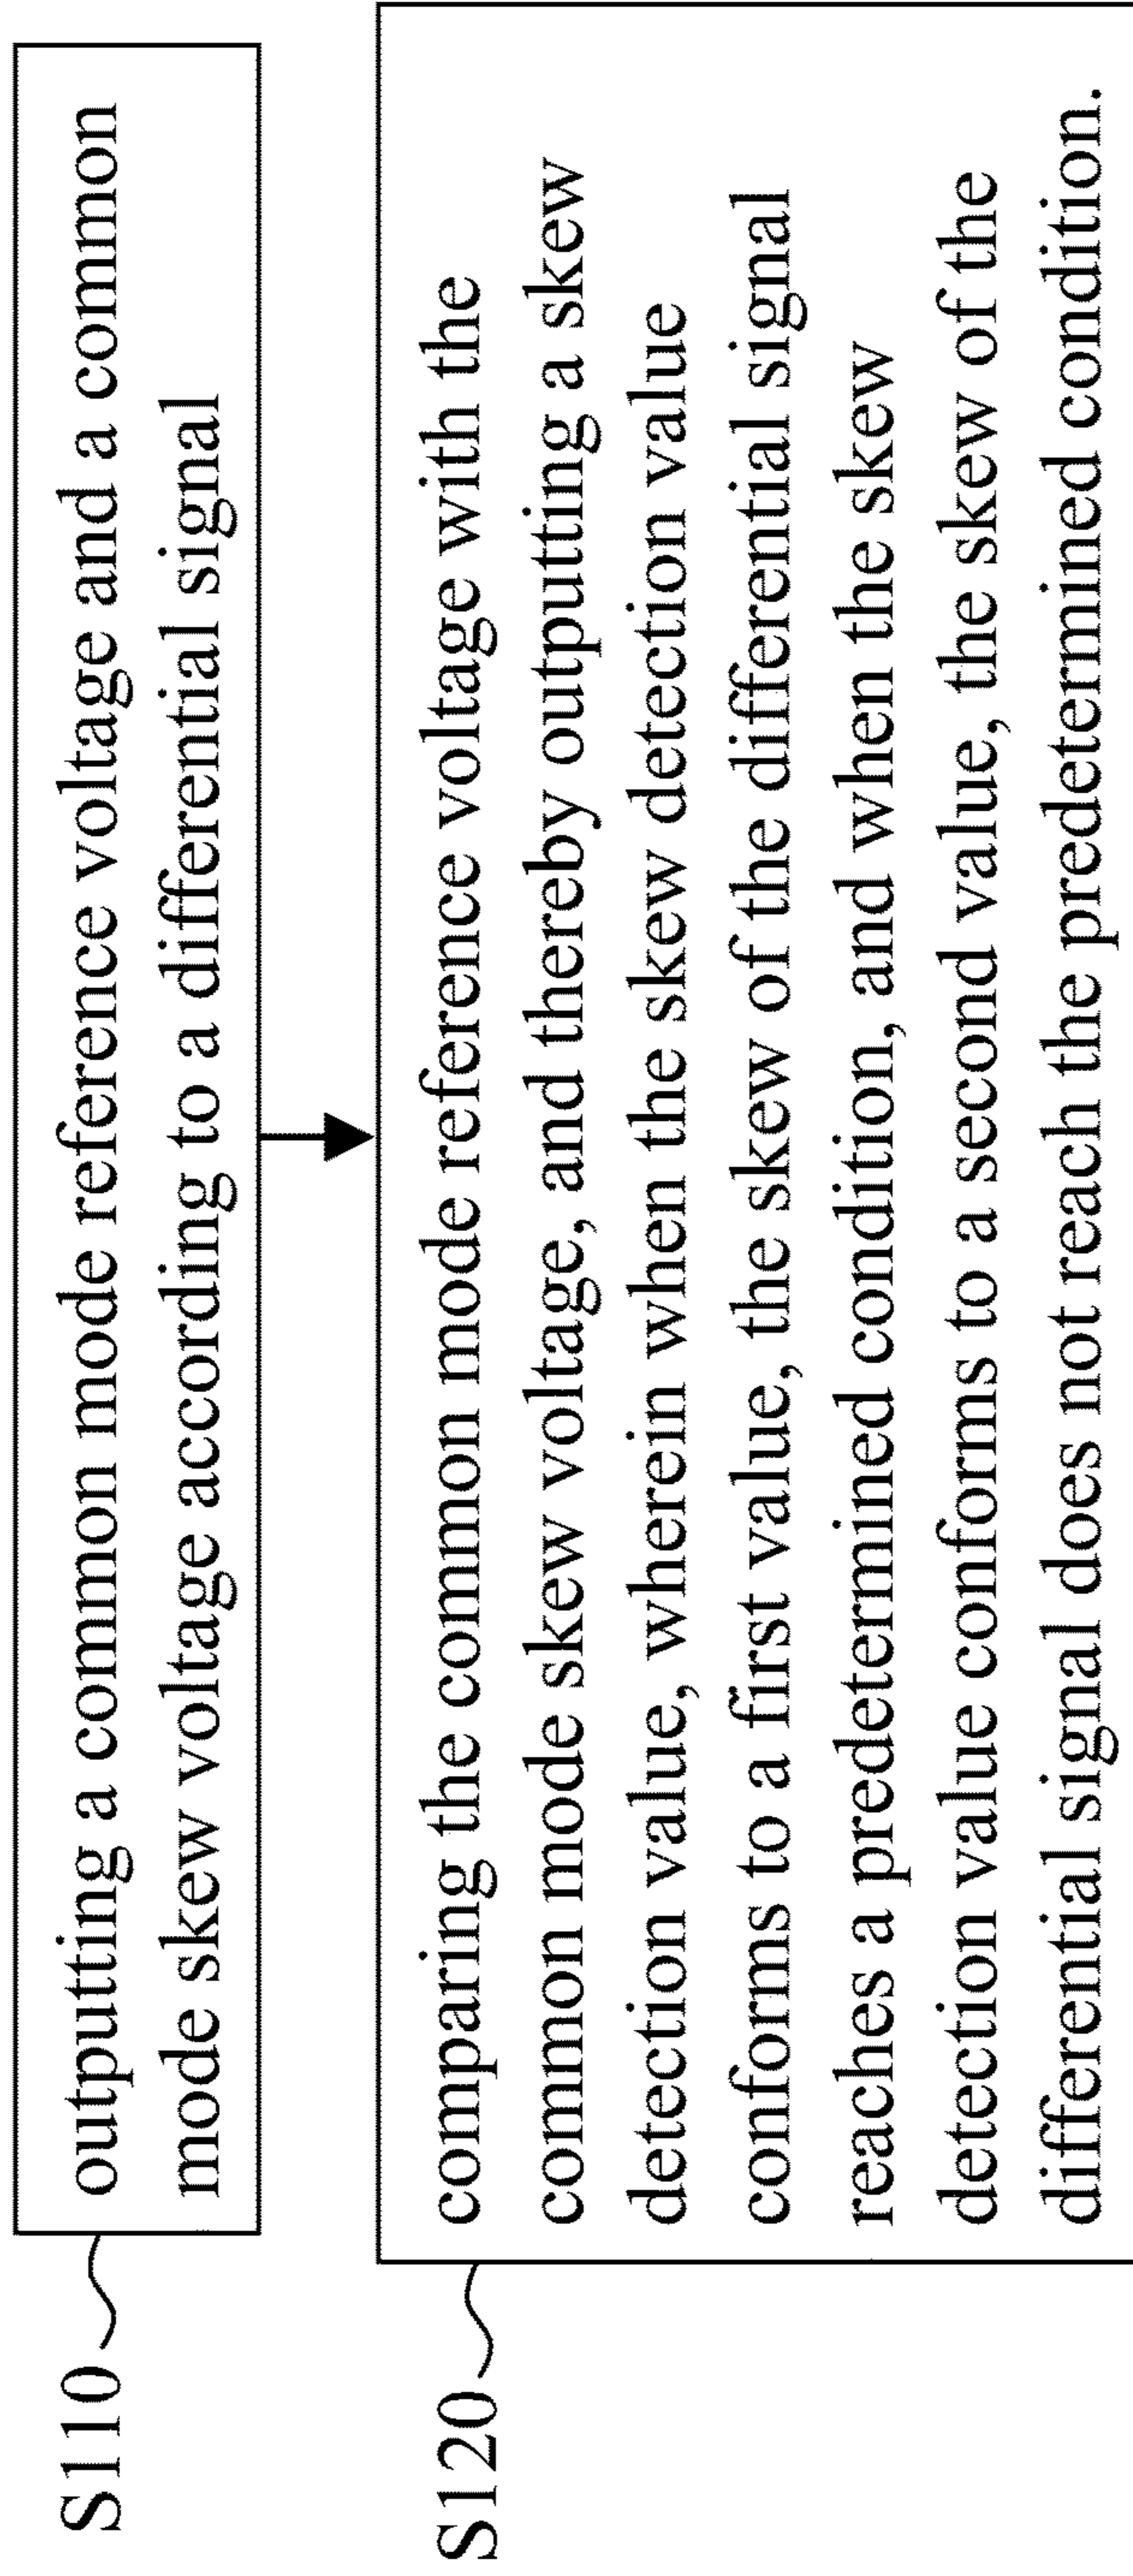 S110
outputting a common mode reference voltage and a common
mode skew voltage according to a differential signal
S120
comparing the common mode reference voltage with the
common mode skew voltage, and thereby outputting a skew
detection value, wherein when the skew detection value
conforms to a first value, the skew of the differential signal
reaches a predetermined condition, and when the skew
detection value conforms to a second value, the skew of the
differential signal does not reach the predetermined condition.